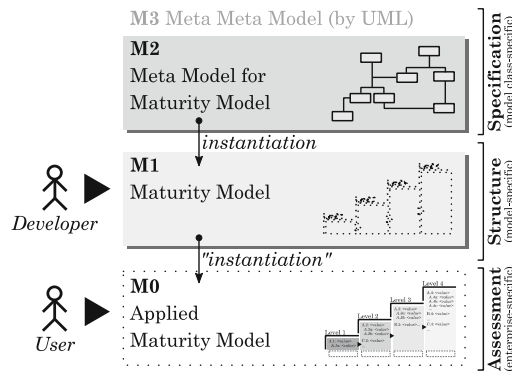 M3 Meta Meta Model (by UML)
M2
Meta Model for
Maturity Model
Specification
(model class-specific)
instantiation
M1
Maturity Model
Developer
Structure
(model-specific)
"instantiation"
M0
Applied
Maturity Model
User
Level 1
Level 2
Level 3
Level 4
Assessment
(enterprise-specific)